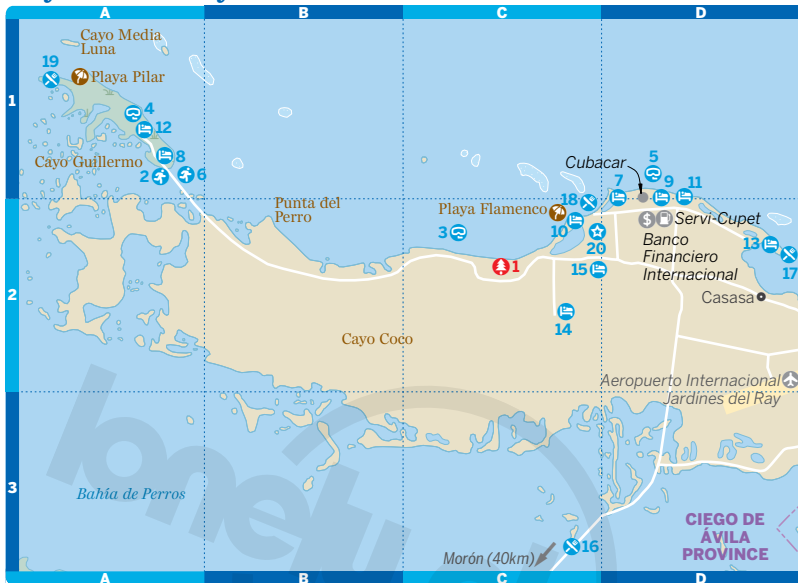 A
B
C
D
Cayo Media
Luna
19
Playa Pilar
1
4
12
5
Cubacar
8
Cayo Guillermo
2
6
7
9
11
18
Punta del
Perro
Playa Flamenco
10
3
$
Servi-Cupet
20
Banco
Financiero
Internacional
13
17
1
15
2
Casasa
14
Cayo Coco
Aeropuerto Internacional
Jardines del Ray
lonely
3
Bahía de Perros
CIEGO DE
ÁVILA
PROVINCE
16
Morón (40km)
A
B
C
D